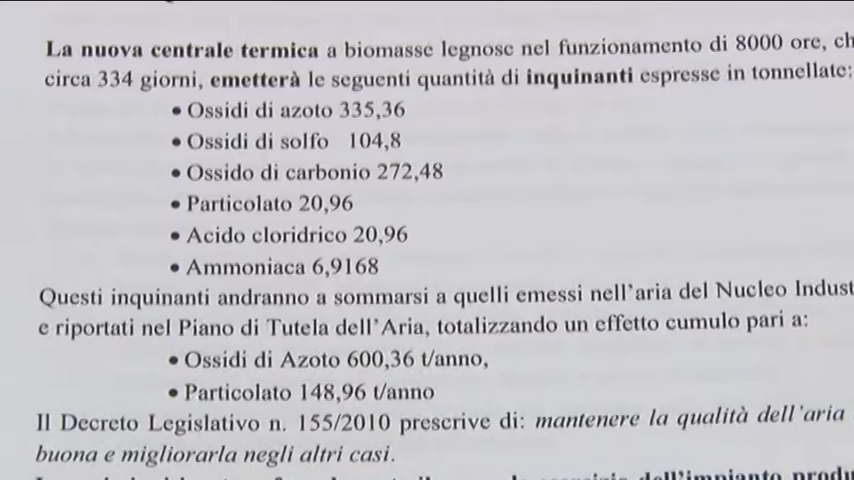 La nuova centrale termica a biomasse legnose nel funzionamento di 8000 ore, ch
circa 334 giorni, emetterà le seguenti quantità di inquinanti espresse in tonnellate:
• Ossidi di azoto 335,36
• Ossidi di solfo 104,8
• Ossido di carbonio 272,48
• Particolato 20,96
• Acido cloridrico 20,96
• Ammoniaca 6,9168
Questi inquinanti andranno a sommarsi a quelli emessi nell'aria del Nucleo Indust
e riportati nel Piano di Tutela dell'Aria, totalizzando un effetto cumulo pari a:
• Ossidi di Azoto 600,36 t/anno,
• Particolato 148,96 t/anno
Il Decreto Legislativo n. 155/2010 prescrive di: mantenere la qualità dell'aria
buona e migliorarla negli altri casi.
dell'impianto produ